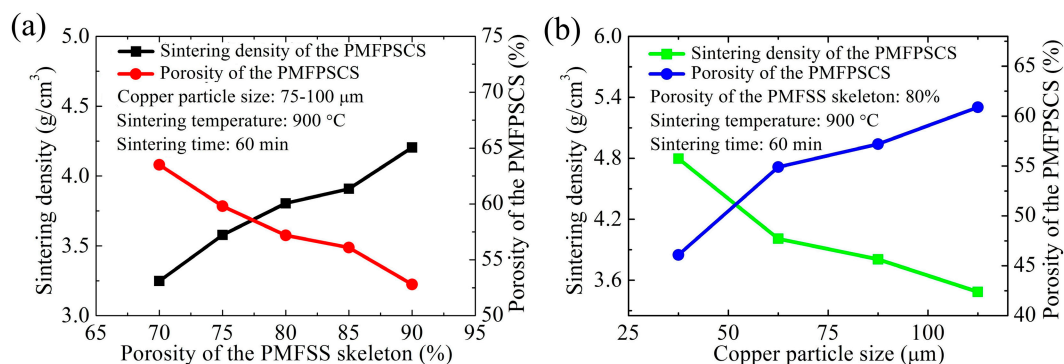 (a)
Sintering density of the PMFPSCS
Porosity of the PMFPSCS
Copper particle size: 75-100 μm
Sintering temperature: 900 °C
Sintering time: 60 min
Sintering density (g/cm³)
5.0
4.5
4.0
3.5
3.0
Porosity of the PMFPSCS (%)
75
70
65
60
55
50
65 70 75 80 85 90 95
Porosity of the PMFSS skeleton (%)
(b)
Sintering density of the PMFPSCS
Porosity of the PMFPSCS
Porosity of the PMFSS skeleton: 80%
Sintering temperature: 900 °C
Sintering time: 60 min
Sintering density (g/cm³)
6.0
5.4
4.8
4.2
3.6
Porosity of the PMFPSCS (%)
65
60
55
50
45
40
25 50 75 100
Copper particle size (μm)